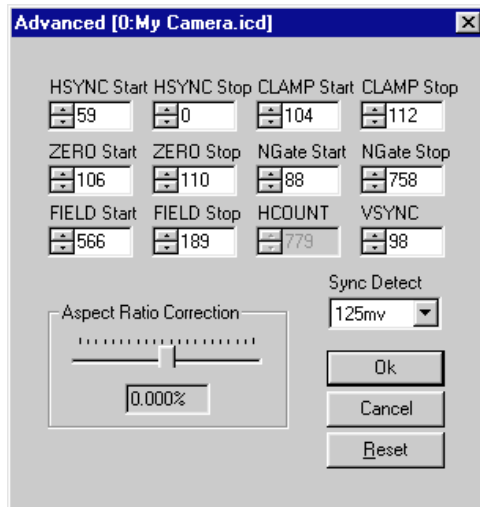 Advanced [0:My Camera.icd]
HSYNC Start HSYNC Stop CLAMP Start CLAMP Stop
59 0 104 112
ZERO Start ZERO Stop NGate Start NGate Stop
106 110 88 758
FIELD Start FIELD Stop HCOUNT VSYNC
566 189 779 98
Sync Detect
125mv
Aspect Ratio Correction
0.000%
Ok
Cancel
Reset